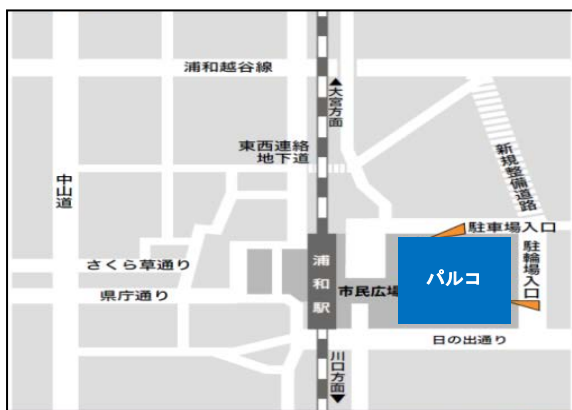 浦和越谷線
▲大宮方面
東西連絡
地下道
中山道
新規整備道路
駐車場入口
さくら草通り
浦和駅
市民広場
パルコ
駐輪場入口
県庁通り
日の出通り
川口方面▼